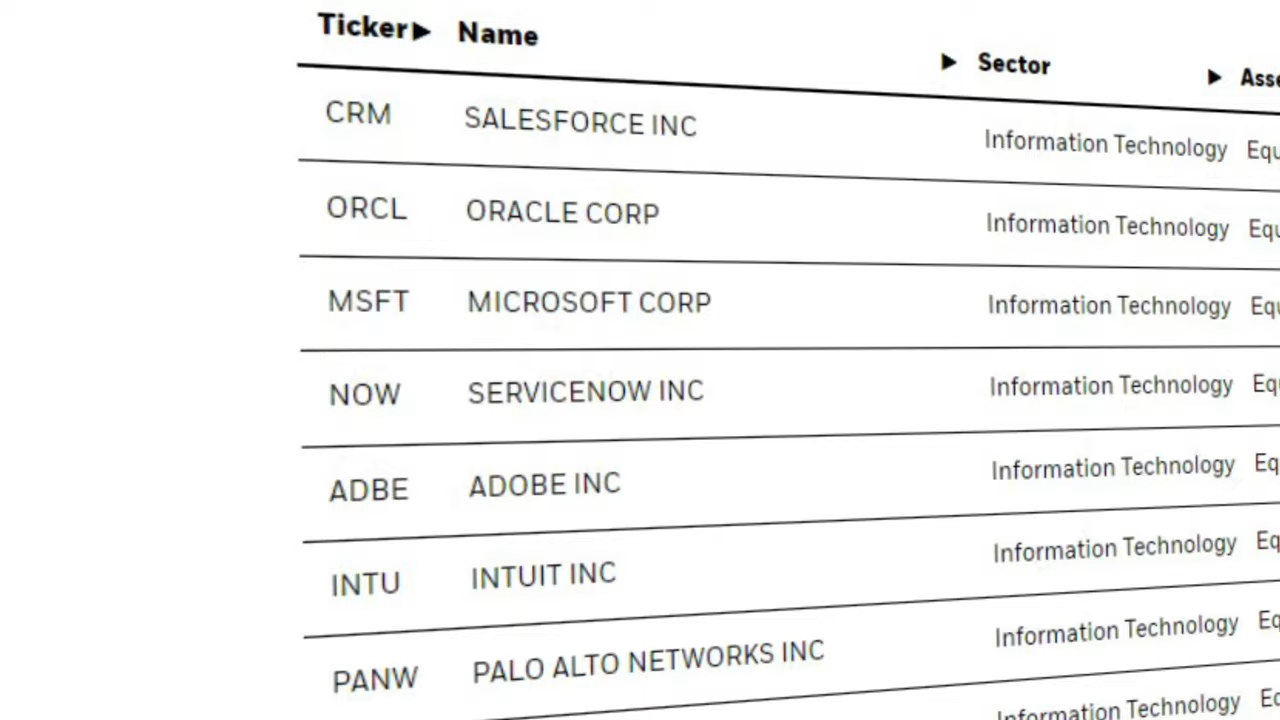 Ticker▶ Name ▶ Sector ▶ Asse
CRM SALESFORCE INC Information Technology Equ
ORCL ORACLE CORP Information Technology Equ
MSFT MICROSOFT CORP Information Technology Equ
NOW SERVICENOW INC Information Technology Equ
ADBE ADOBE INC Information Technology Eq
INTU INTUIT INC Information Technology Eq
PANW PALO ALTO NETWORKS INC Information Technology Eq
Information Technology Eq